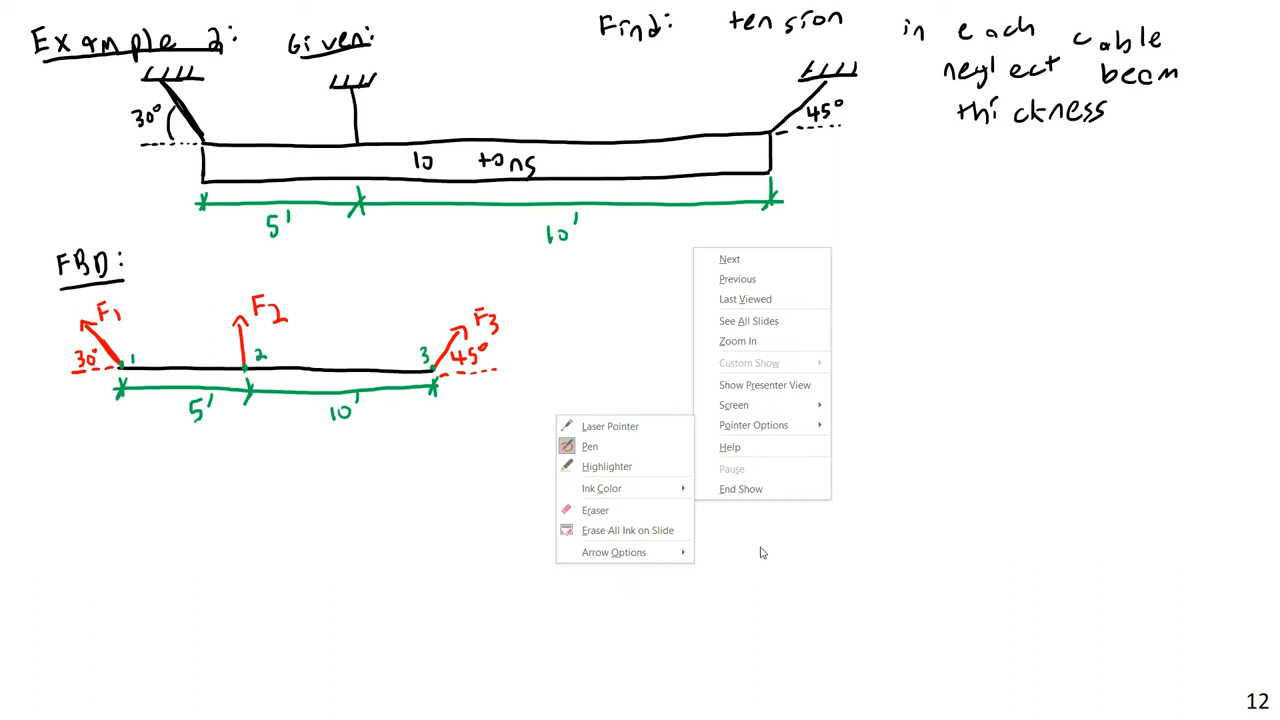 Example 2: Given: Find: tension in each cable
neglect beam
thickness
30° 45°
10 tons
5' 10'
FBD:
F1 F2 F3
30° 1 2 3 45°
5' 10'
Next
Previous
Last Viewed
See All Slides
Zoom In
Custom Show
Show Presenter View
Screen
Pointer Options
Help
Pause
End Show
Laser Pointer
Pen
Highlighter
Ink Color
Eraser
Erase All Ink on Slide
Arrow Options
12